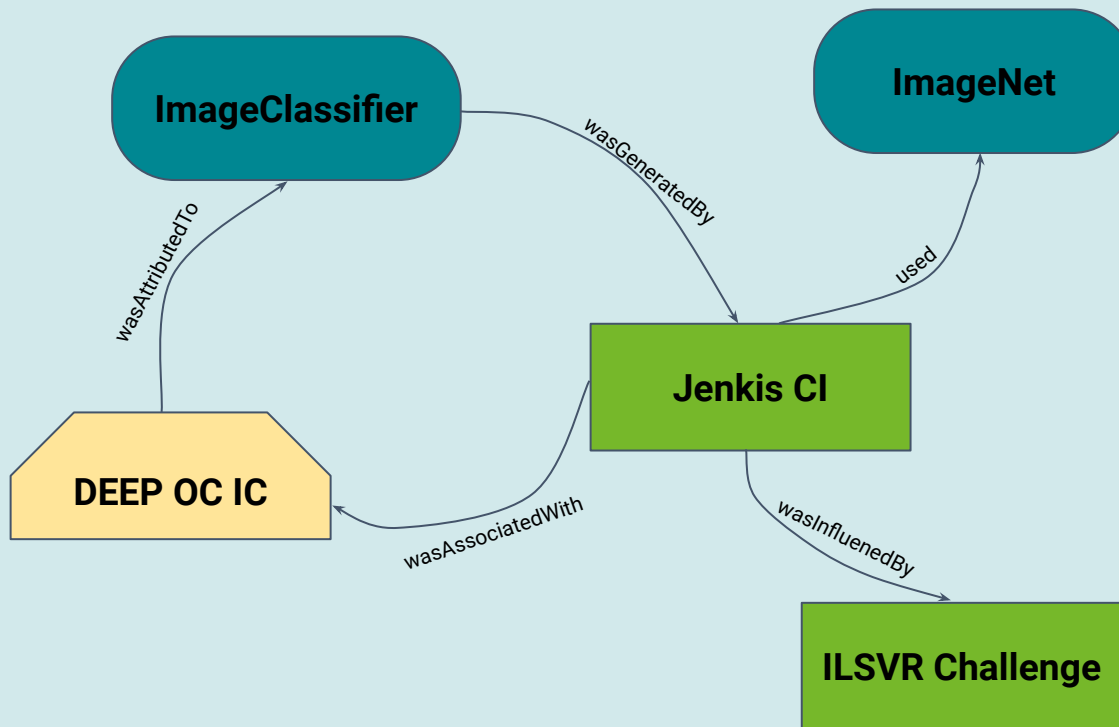 ImageClassifier
ImageNet
wasGeneratedBy
wasAttributedTo
used
Jenkis CI
DEEP OC IC
wasAssociatedWith
wasInfluenedBy
ILSVR Challenge